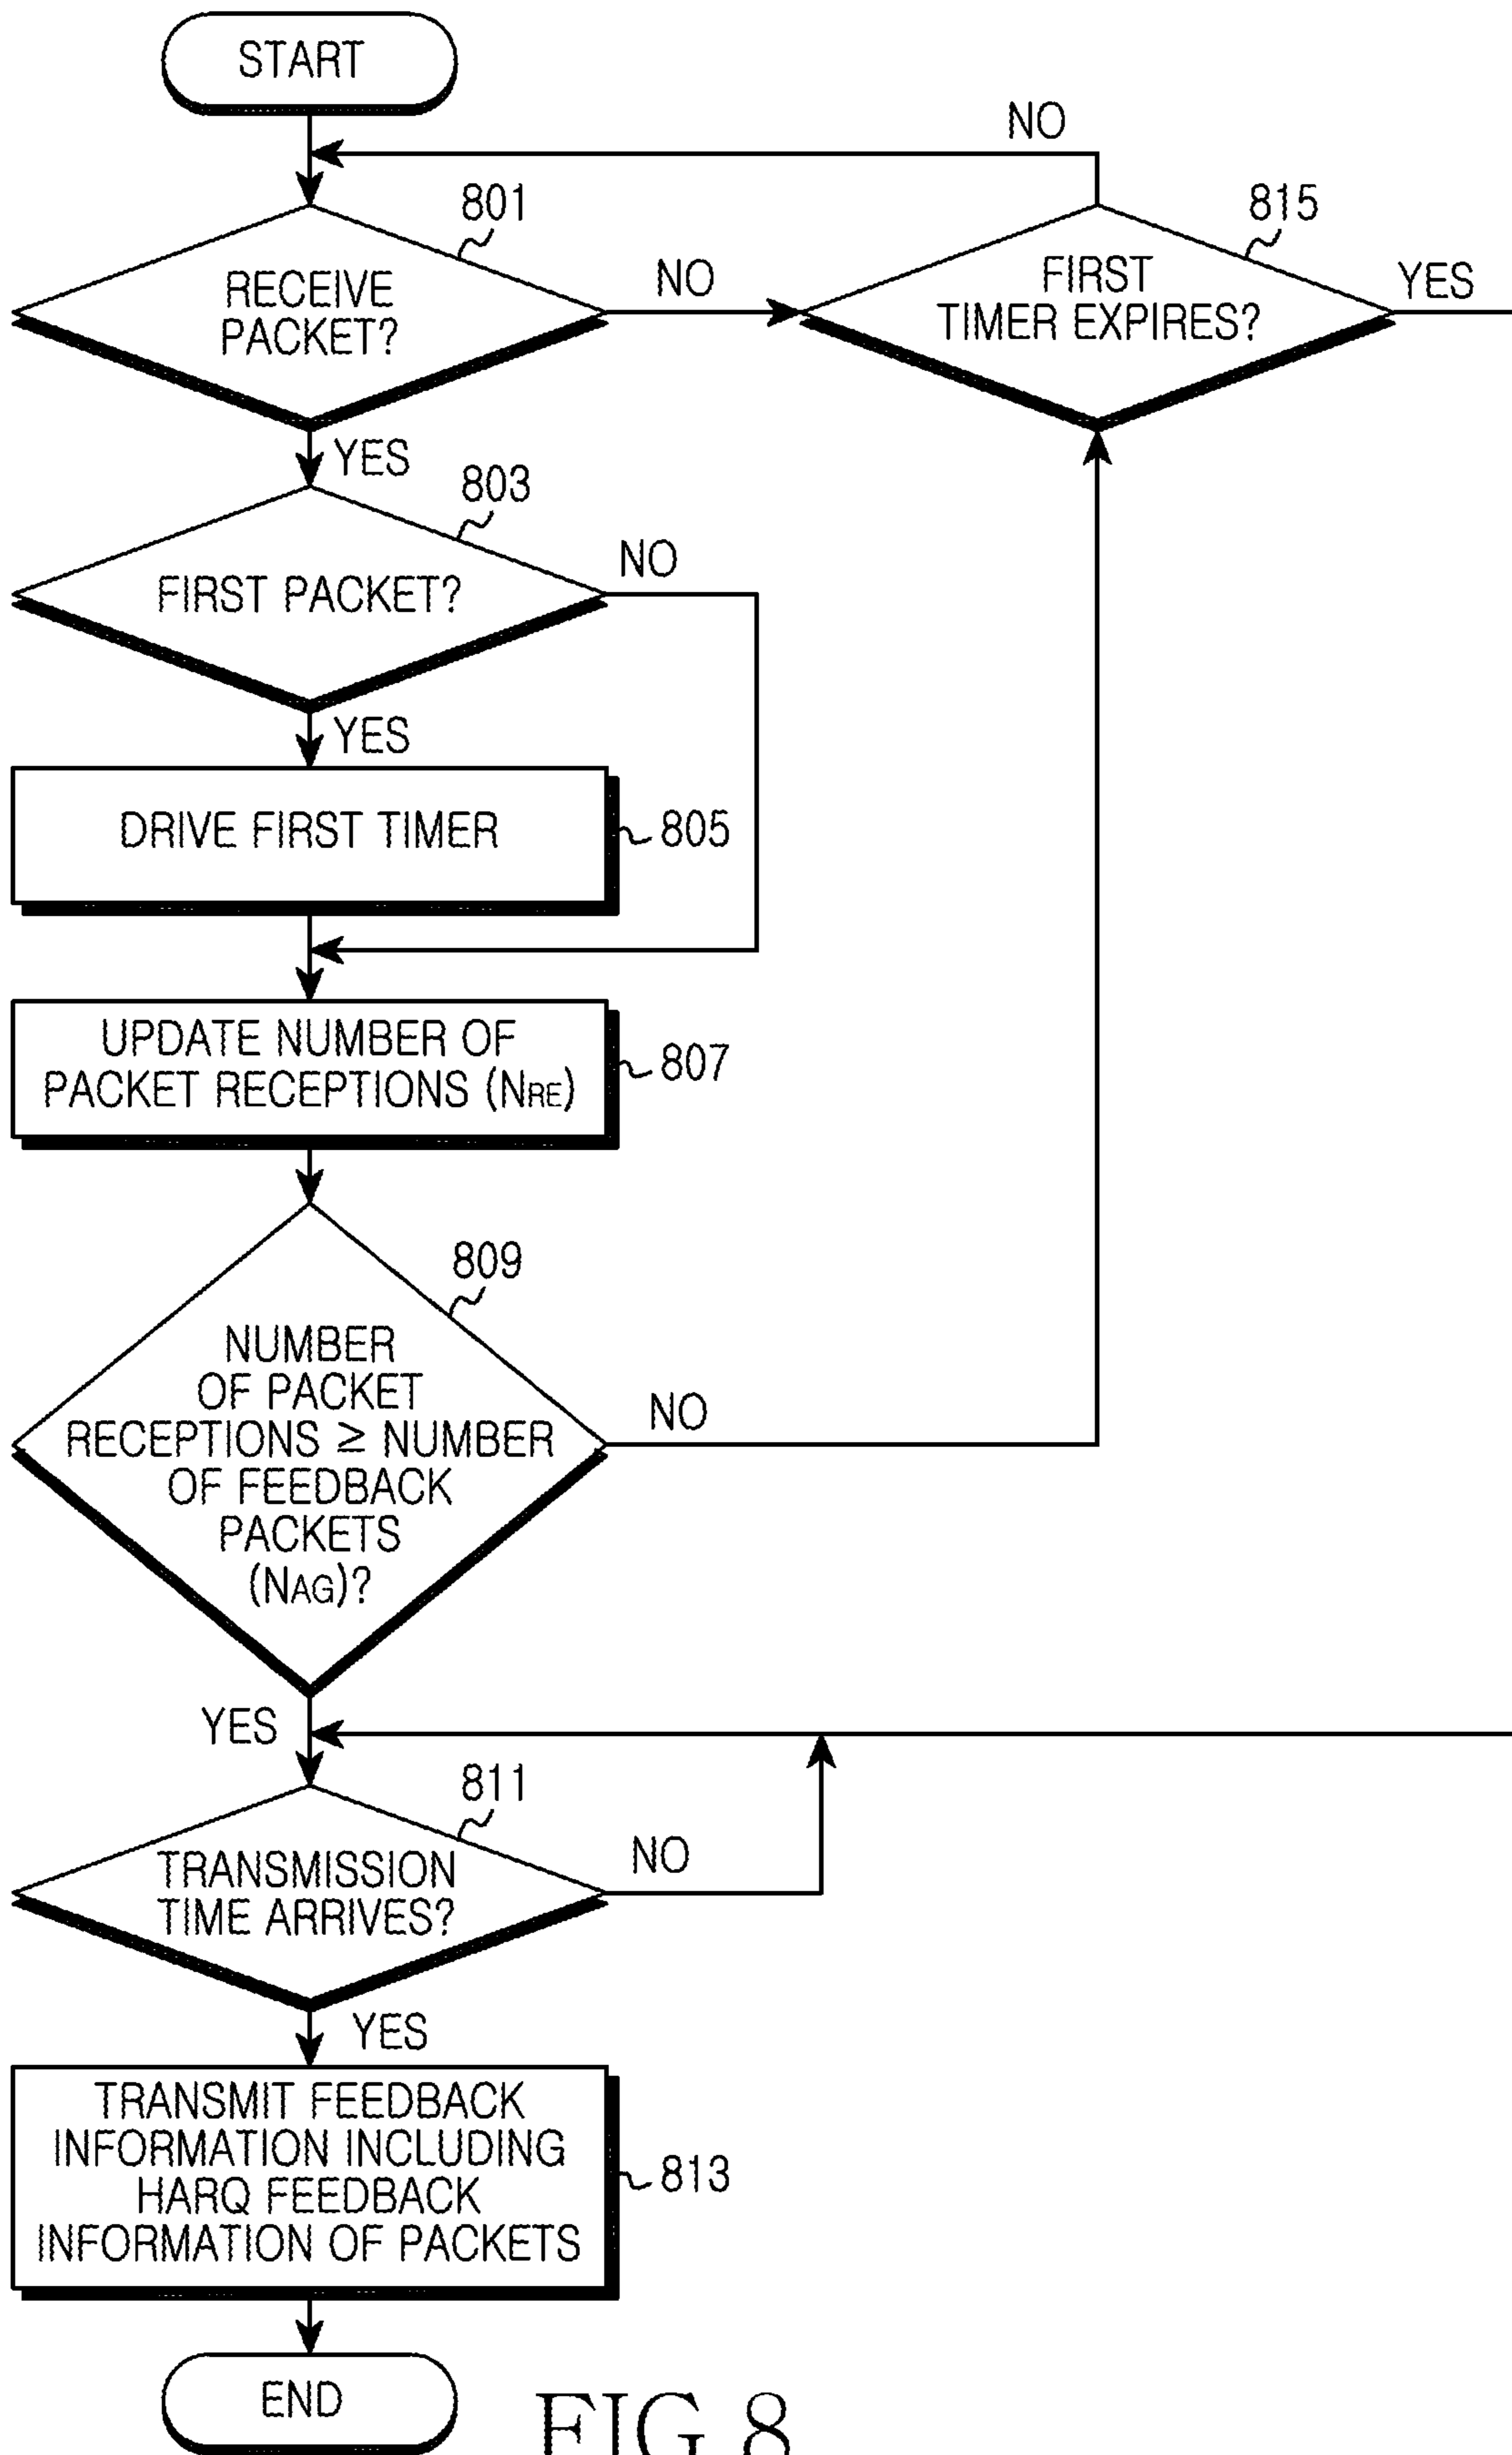 START
NO
801
815
RECEIVE
PACKET?
NO
FIRST
TIMER EXPIRES?
YES
YES
803
NO
FIRST PACKET?
YES
DRIVE FIRST TIMER
805
UPDATE NUMBER OF
PACKET RECEPTIONS (NRE)
807
809
NUMBER
OF PACKET
RECEPTIONS ≥ NUMBER
OF FEEDBACK
PACKETS
(NAG)?
NO
YES
811
TRANSMISSION
TIME ARRIVES?
NO
YES
TRANSMIT FEEDBACK
INFORMATION INCLUDING
HARQ FEEDBACK
INFORMATION OF PACKETS
813
END
FIG.8